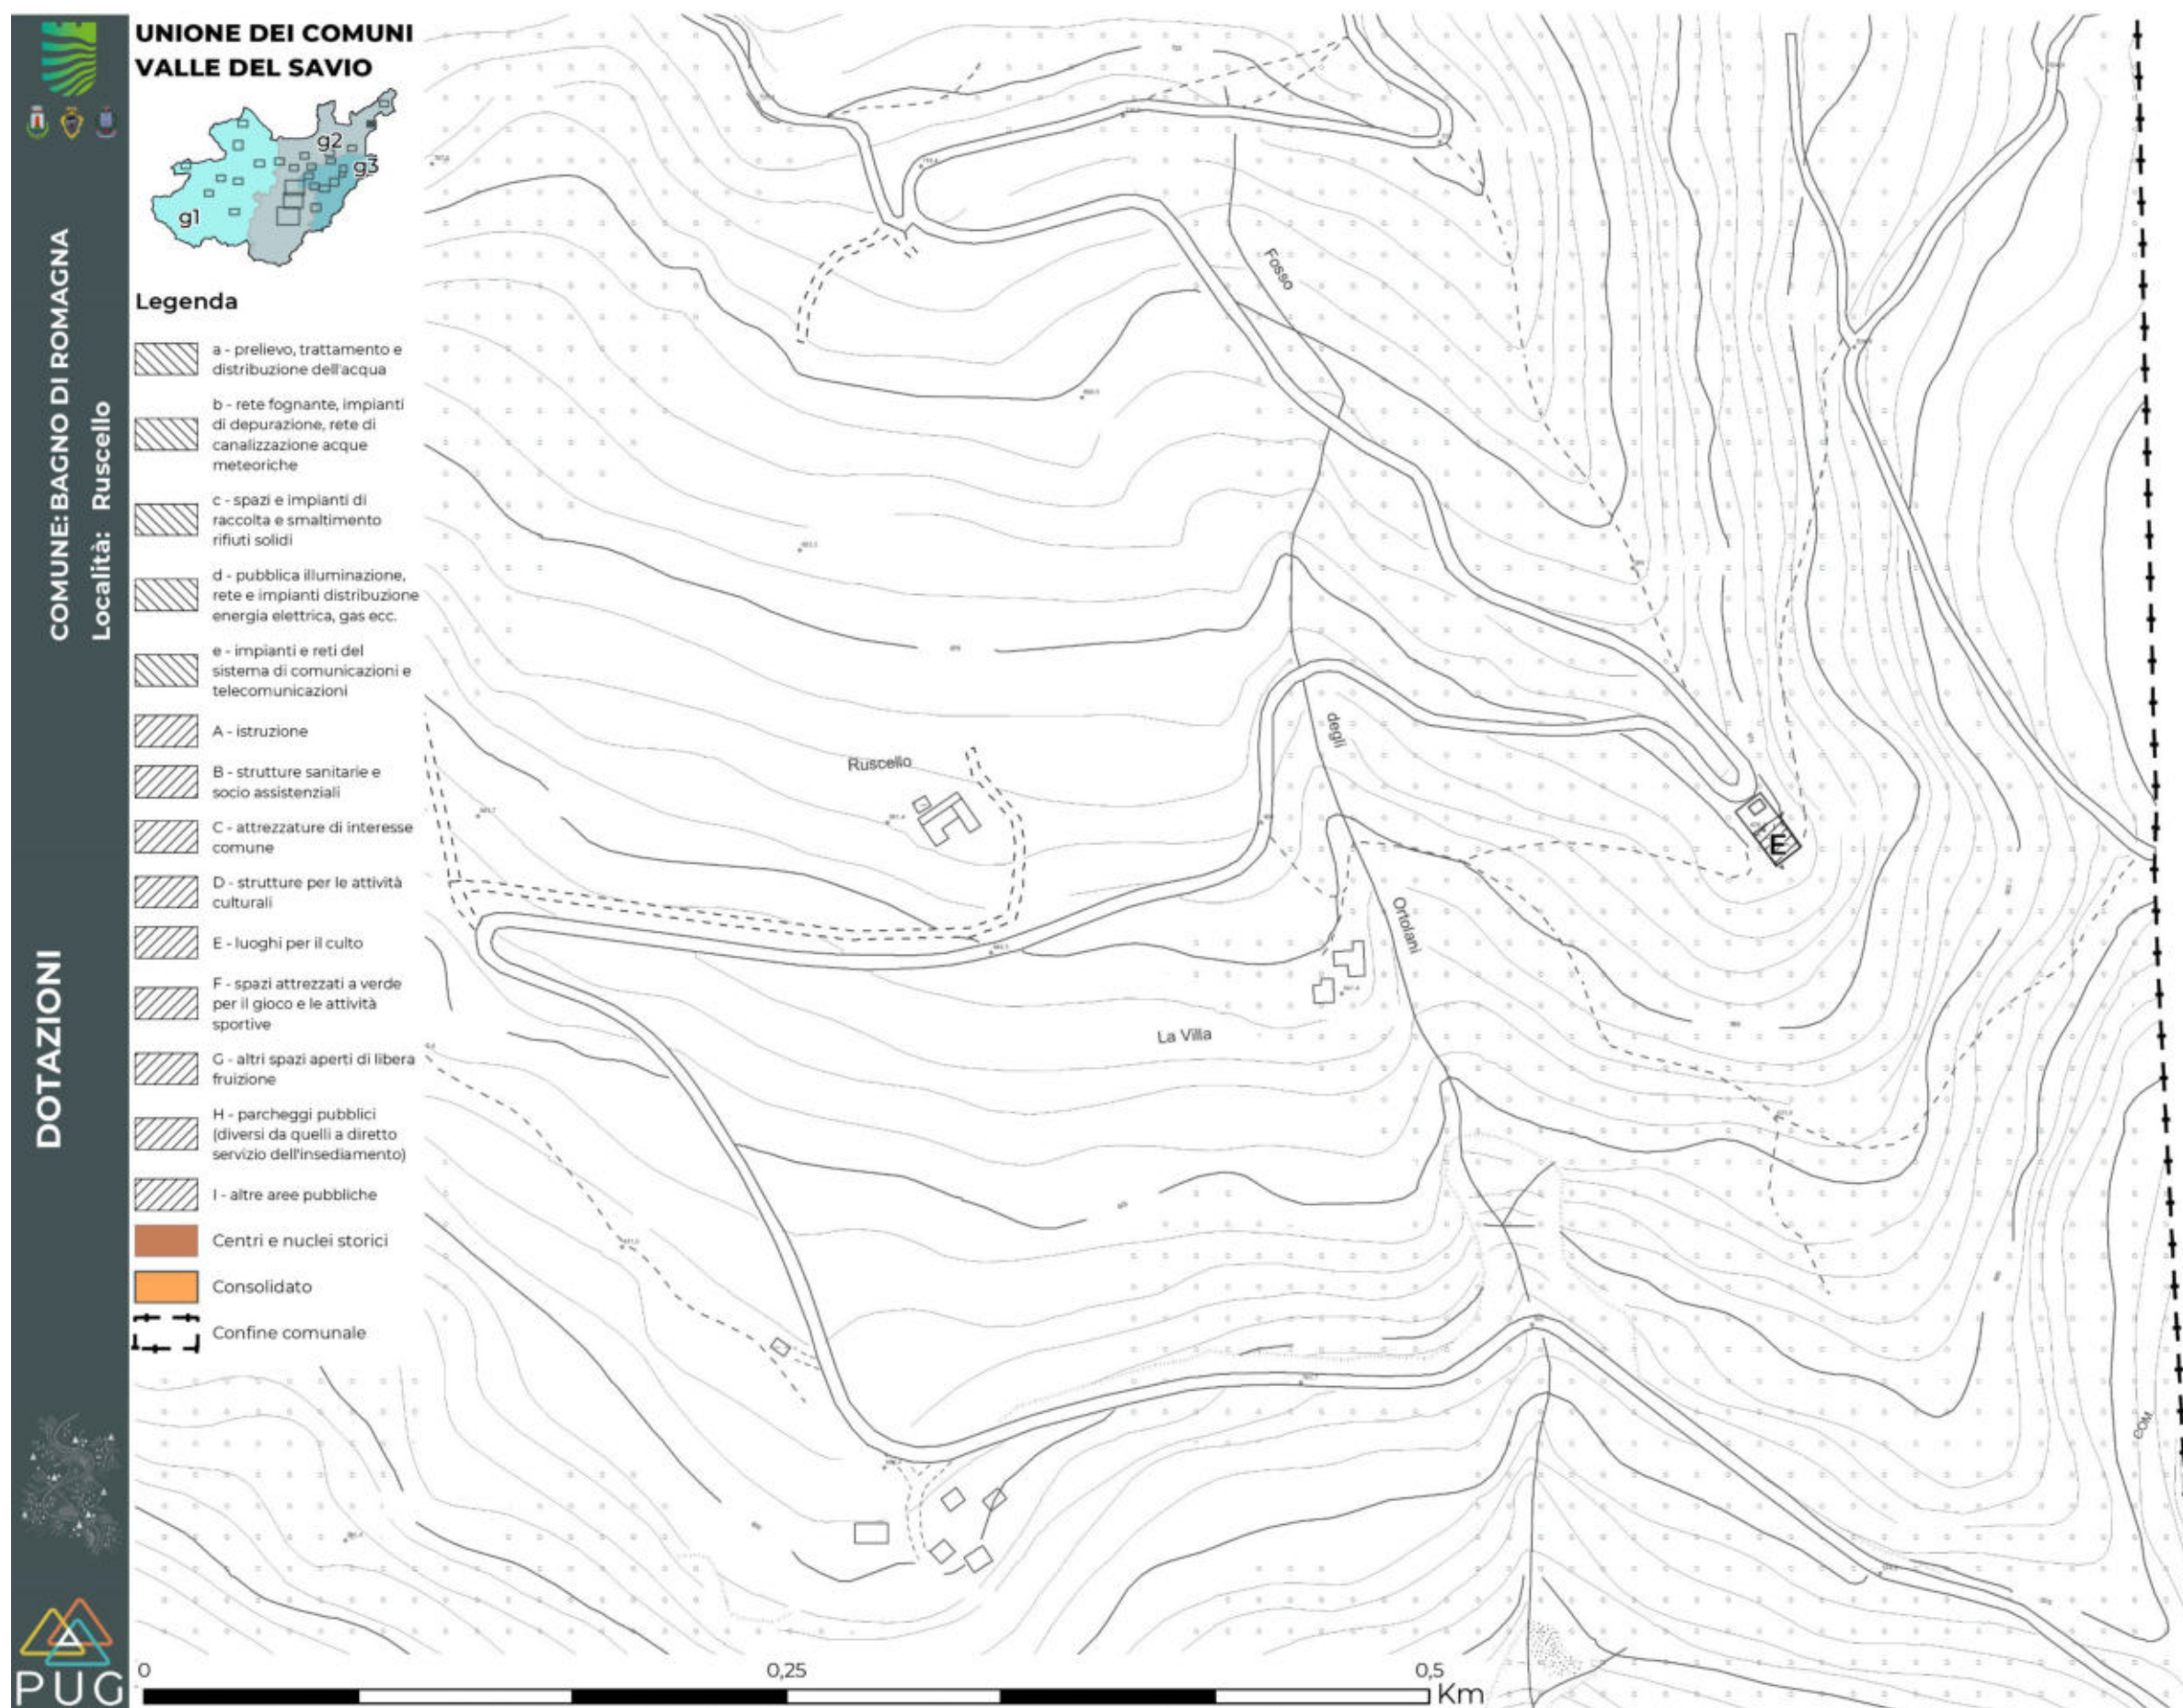 UNIONE DEI COMUNI
VALLE DEL SAVIO
g1
g2
g3
COMUNE: BAGNO DI ROMAGNA
Località: Ruscello
DOTAZIONI
Legenda
a - prelievo, trattamento e
distribuzione dell'acqua
b - rete fognante, impianti
di depurazione, rete di
canalizzazione acque
meteoriche
c - spazi e impianti di
raccolta e smaltimento
rifiuti solidi
d - pubblica illuminazione,
rete e impianti distribuzione
energia elettrica, gas ecc.
e - impianti e reti del
sistema di comunicazioni e
telecomunicazioni
A - istruzione
B - strutture sanitarie e
socio assistenziali
C - attrezzature di interesse
comune
D - strutture per le attività
culturali
E - luoghi per il culto
F - spazi attrezzati a verde
per il gioco e le attività
sportive
G - altri spazi aperti di libera
fruizione
H - parcheggi pubblici
(diversi da quelli a diretto
servizio dell'insediamento)
I - altre aree pubbliche
Centri e nuclei storici
Consolidato
Confine comunale
Fosso
degli
Ortolani
Ruscello
La Villa
E
COM.
PUG
0
0,25
0,5
Km